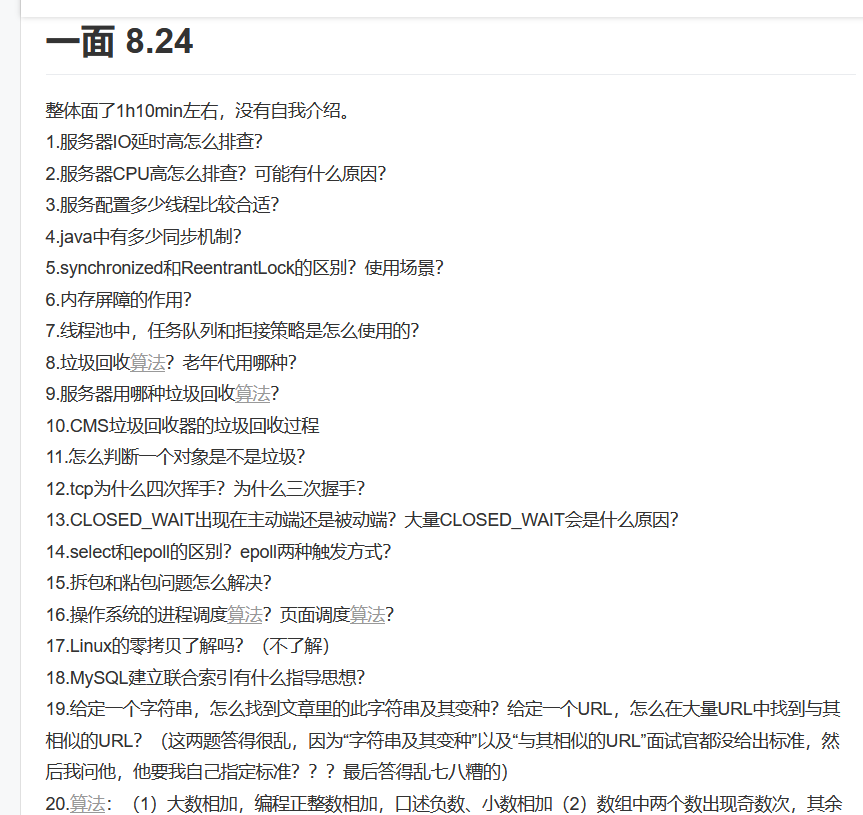 一面 8.24
整体面了1h10min左右，没有自我介绍。
1.服务器IO延时高怎么排查？
2.服务器CPU高怎么排查？可能有什么原因？
3.服务配置多少线程比较合适？
4.java中有多少同步机制？
5.synchronized和ReentrantLock的区别？使用场景？
6.内存屏障的作用？
7.线程池中，任务队列和拒接策略是怎么使用的？
8.垃圾回收算法？老年代用哪种？
9.服务器用哪种垃圾回收算法？
10.CMS垃圾回收器的垃圾回收过程
11.怎么判断一个对象是不是垃圾？
12.tcp为什么四次挥手？为什么三次握手？
13.CLOSED_WAIT出现在主动端还是被动端？大量CLOSED_WAIT会是什么原因？
14.select和epoll的区别？epoll两种触发方式？
15.拆包和粘包问题怎么解决？
16.操作系统的进程调度算法？页面调度算法？
17.Linux的零拷贝了解吗？（不了解）
18.MySQL建立联合索引有什么指导思想？
19.给定一个字符串，怎么找到文章里的此字符串及其变种？给定一个URL，怎么在大量URL中找到与其
相似的URL？（这两题答得很乱，因为“字符串及其变种”以及“与其相似的URL”面试官都没给出标准，然
后我问他，他要我自己指定标准？？？最后答得乱七八糟的）
20.算法：（1）大数相加，编程正整数相加，口述负数、小数相加（2）数组中两个数出现奇数次，其余